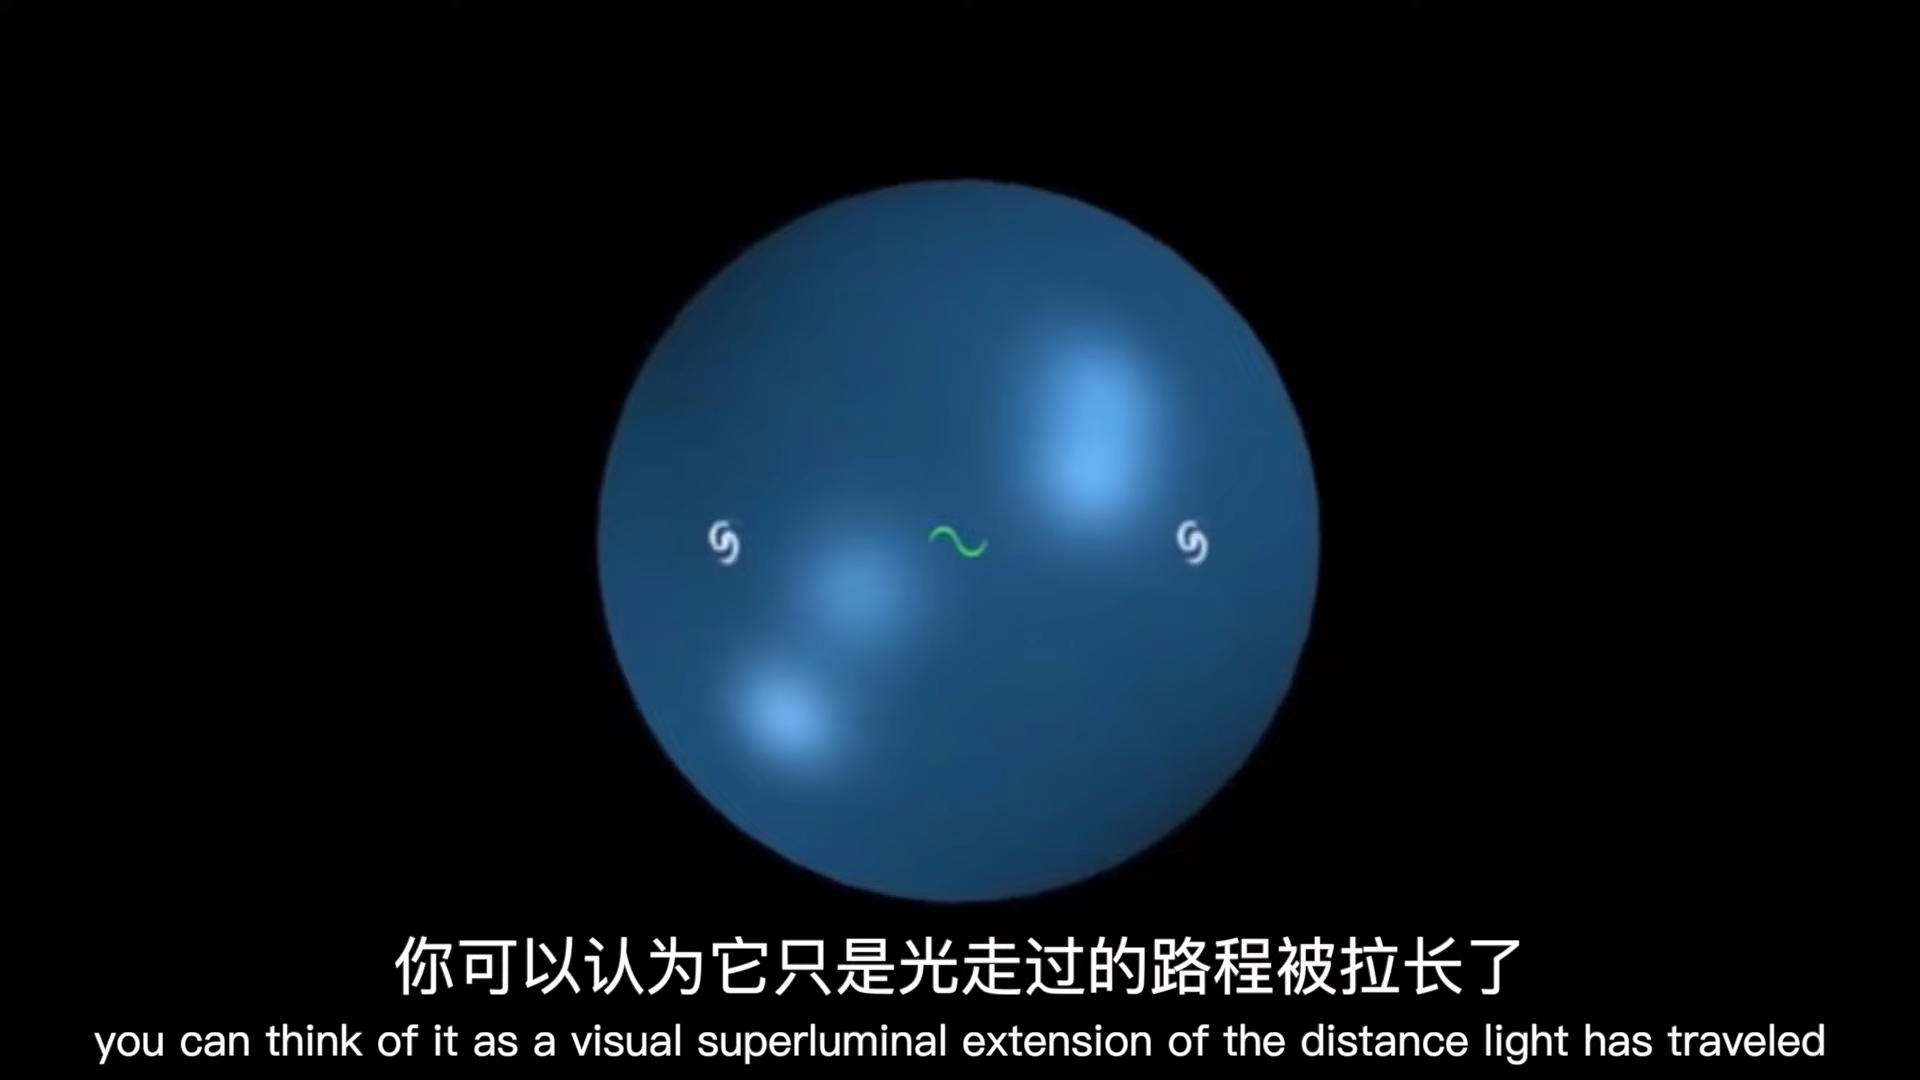 你可以认为它只是光走过的路程被拉长了
you can think of it as a visual superluminal extension of the distance light has traveled